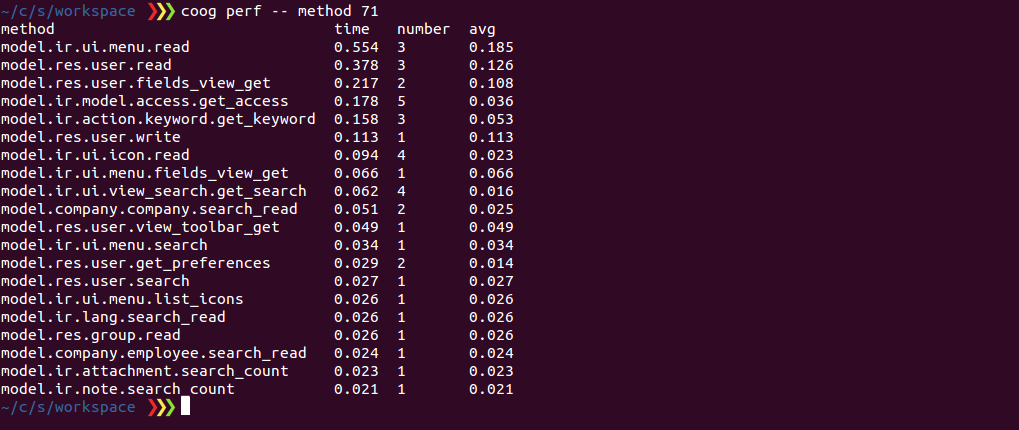 ~/c/s/workspace ❯❯❯ coog perf -- method 71
method time number avg
model.ir.ui.menu.read 0.554 3 0.185
model.res.user.read 0.378 3 0.126
model.res.user.fields_view_get 0.217 2 0.108
model.ir.model.access.get_access 0.178 5 0.036
model.ir.action.keyword.get_keyword 0.158 3 0.053
model.res.user.write 0.113 1 0.113
model.ir.ui.icon.read 0.094 4 0.023
model.ir.ui.menu.fields_view_get 0.066 1 0.066
model.ir.ui.view_search.get_search 0.062 4 0.016
model.company.company.search_read 0.051 2 0.025
model.res.user.view_toolbar_get 0.049 1 0.049
model.ir.ui.menu.search 0.034 1 0.034
model.res.user.get_preferences 0.029 2 0.014
model.res.user.search 0.027 1 0.027
model.ir.ui.menu.list_icons 0.026 1 0.026
model.ir.lang.search_read 0.026 1 0.026
model.res.group.read 0.026 1 0.026
model.company.employee.search_read 0.024 1 0.024
model.ir.attachment.search_count 0.023 1 0.023
model.ir.note.search_count 0.021 1 0.021
~/c/s/workspace ❯❯❯